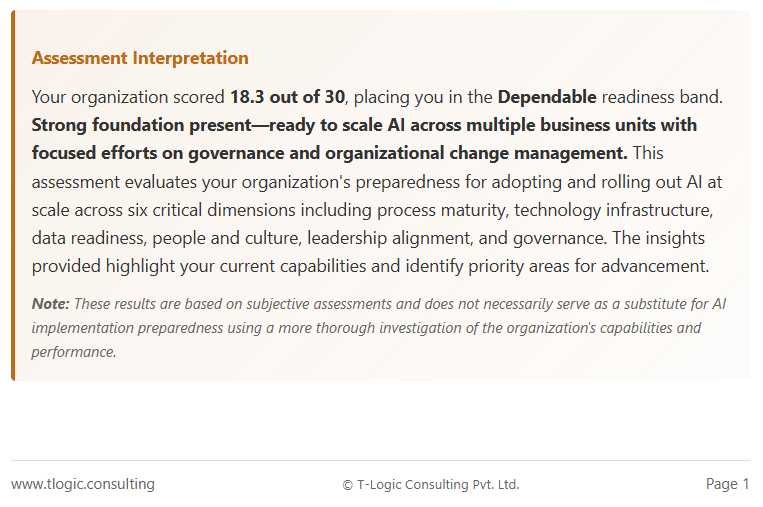 Assessment Interpretation
Your organization scored 18.3 out of 30, placing you in the Dependable readiness band.
Strong foundation present—ready to scale AI across multiple business units with
focused efforts on governance and organizational change management. This
assessment evaluates your organization's preparedness for adopting and rolling out AI at
scale across six critical dimensions including process maturity, technology infrastructure,
data readiness, people and culture, leadership alignment, and governance. The insights
provided highlight your current capabilities and identify priority areas for advancement.
Note: These results are based on subjective assessments and does not necessarily serve as a substitute for AI
implementation preparedness using a more thorough investigation of the organization's capabilities and
performance.
www.tlogic.consulting © T-Logic Consulting Pvt. Ltd. Page 1